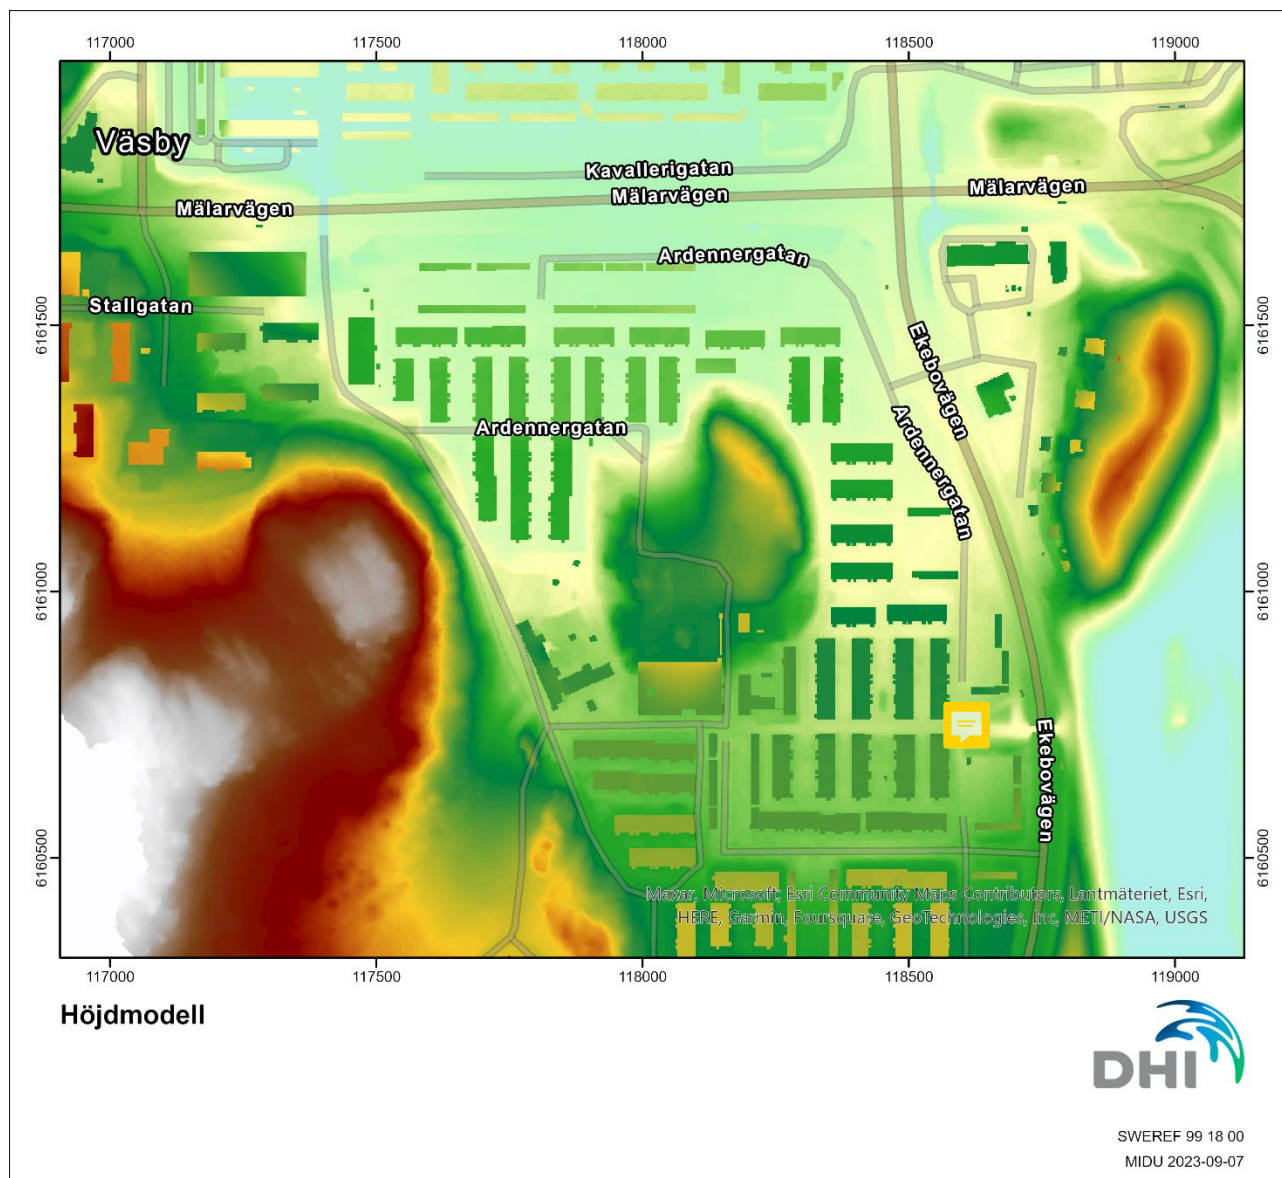 117000 117500 118000 118500 119000
Väsby
Kavallerigatan
Mälarvägen Mälarvägen Mälarvägen
Ardennergatan
Stallgatan
6161500 6161500
Ekebovägen
Ardennergatan
Ardennergatan
6161000 6161000
Ekebovägen
6160500 6160500
Maxar, Microsoft, Esri Community Maps Contributors, Lantmäteriet, Esri,
HERE, Garmin, Foursquare, GeoTechnologies, Inc, METI/NASA, USGS
117000 117500 118000 118500 119000
Höjdmodell
DHI
SWEREF 99 18 00
MIDU 2023-09-07